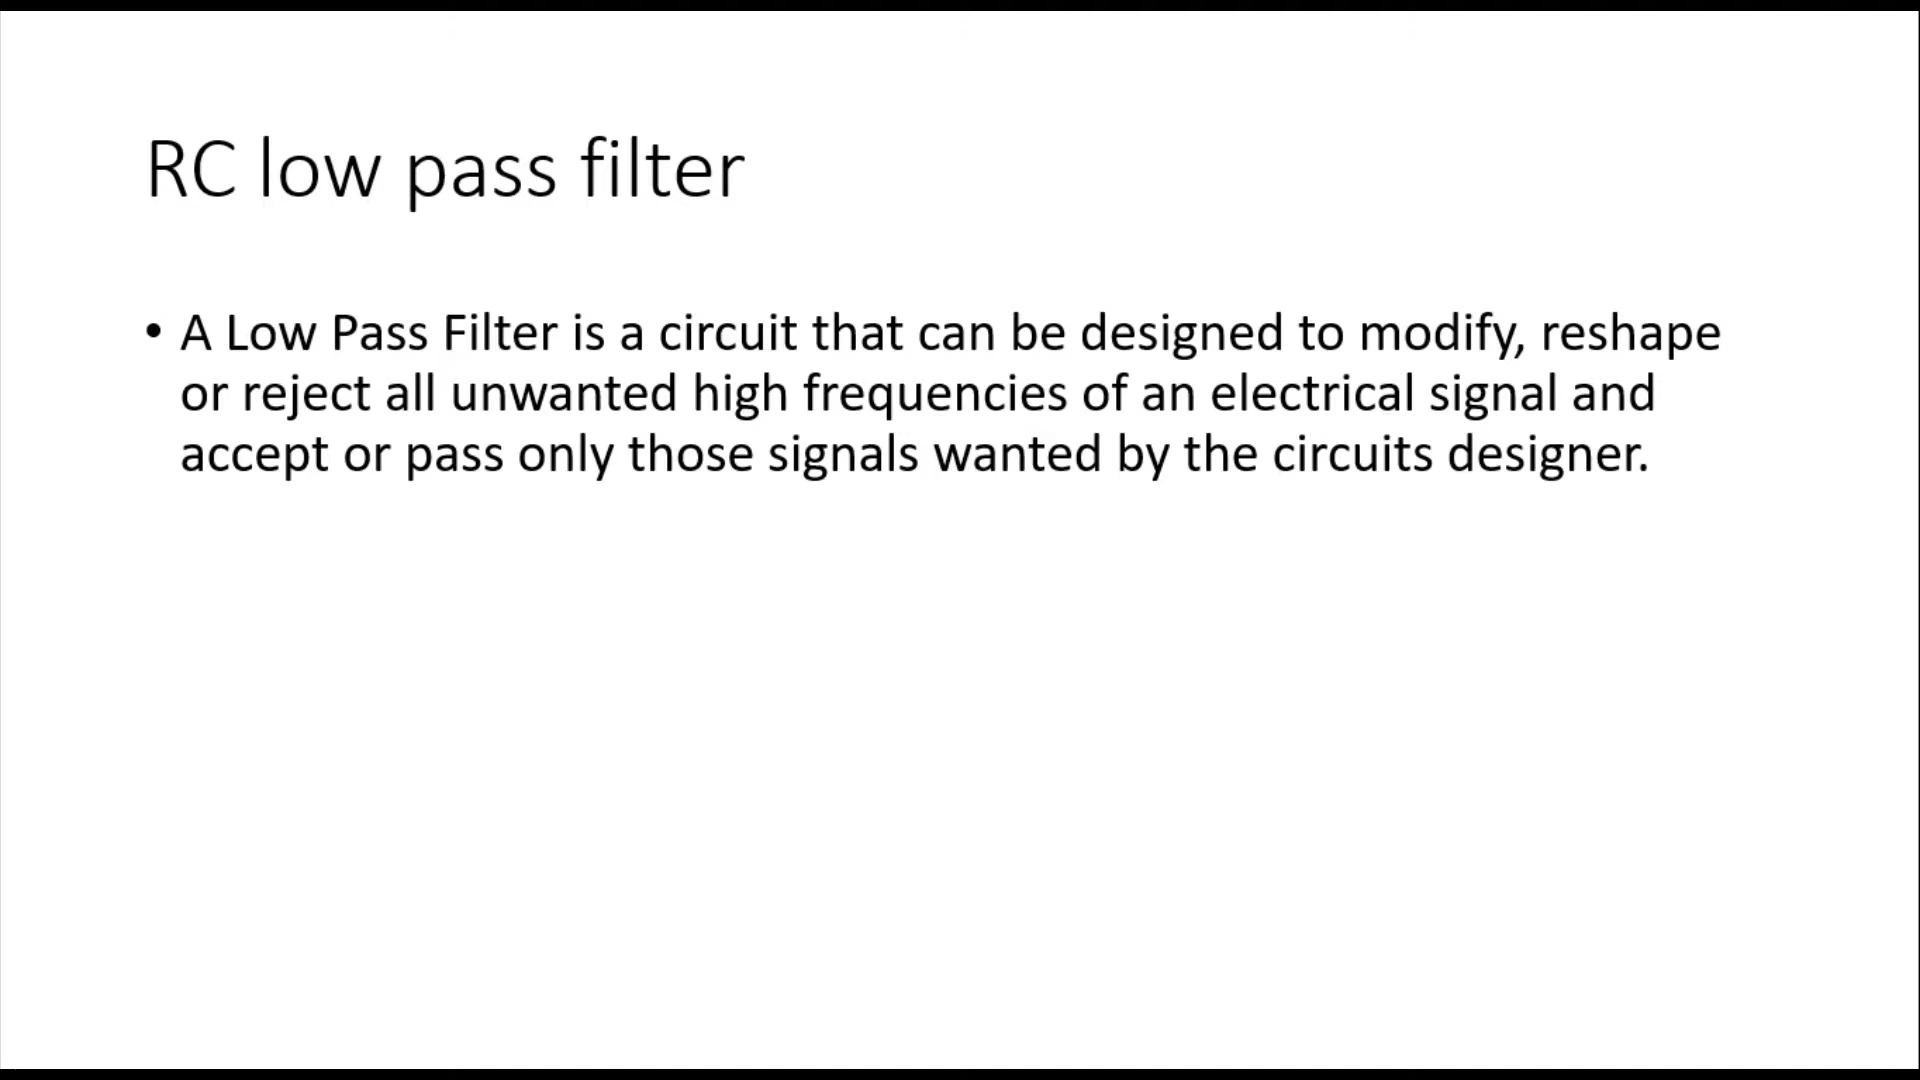 RC low pass filter
• A Low Pass Filter is a circuit that can be designed to modify, reshape
or reject all unwanted high frequencies of an electrical signal and
accept or pass only those signals wanted by the circuits designer.